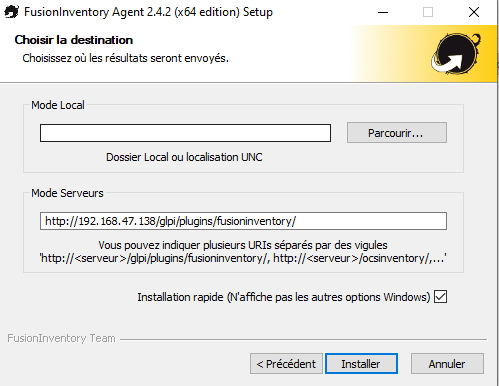 FusionInventory Agent 2.4.2 (x64 edition) Setup
Choisir la destination
Choisissez où les résultats seront envoyés.
Mode Local
Parcourir...
Dossier Local ou localisation UNC
Mode Serveurs
http://192.168.47.138/glpi/plugins/fusioninventory/
Vous pouvez indiquer plusieurs URIs séparés par des vigules
'http://<serveur>/glpi/plugins/fusioninventory/, http://<serveur>/ocsinventory/,...'
Installation rapide (N'affiche pas les autres options Windows)
FusionInventory Team
< Précédent
Installer
Annuler